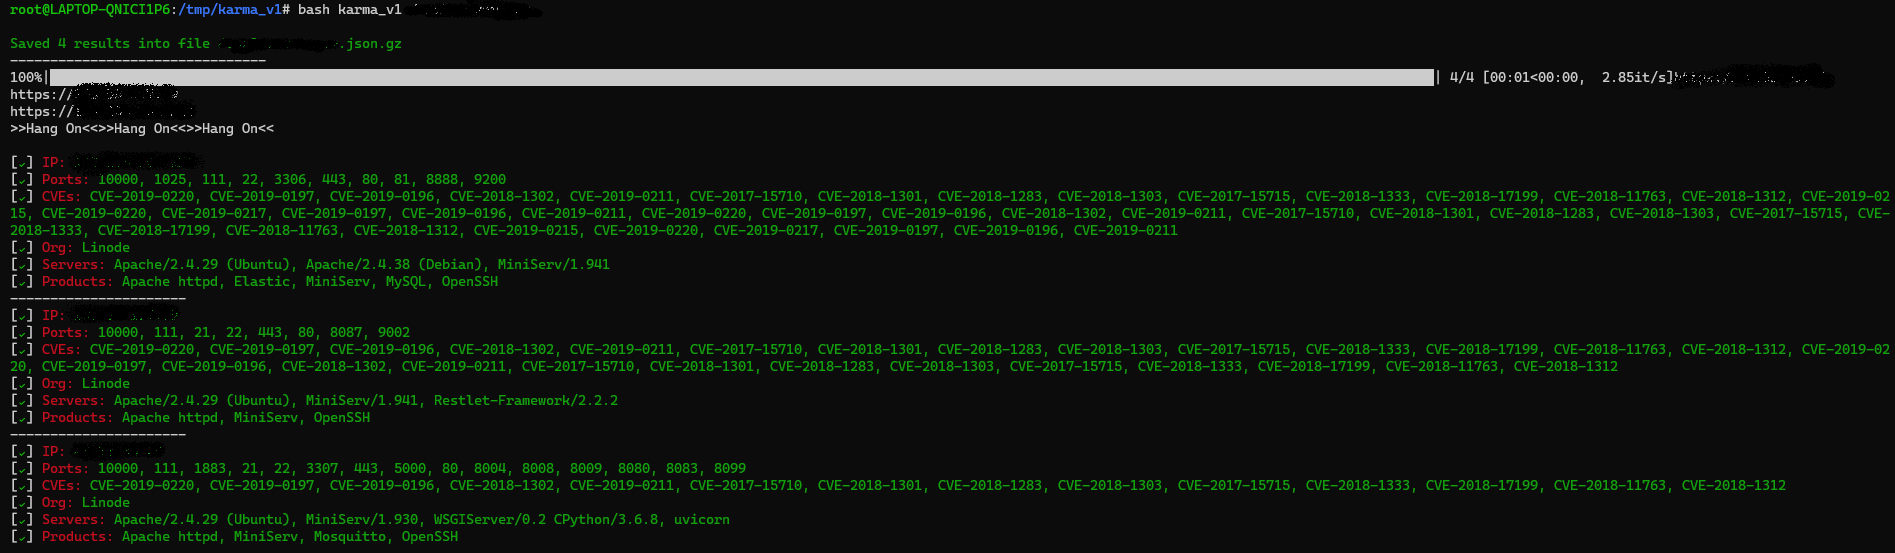 root@LAPTOP-QNICI1P6:/tmp/karma_v1# bash karma_v1
Saved 4 results into file .json.gz
--------------------------------
100%| | 4/4 [00:01<00:00, 2.85it/s]
https://
https://
>>Hang On<<>>Hang On<<>>Hang On<<
[✓] IP:
[✓] Ports: 10000, 1025, 111, 22, 3306, 443, 80, 81, 8888, 9200
[✓] CVEs: CVE-2019-0220, CVE-2019-0197, CVE-2019-0196, CVE-2018-1302, CVE-2019-0211, CVE-2017-15710, CVE-2018-1301, CVE-2018-1283, CVE-2018-1303, CVE-2017-15715, CVE-2018-1333, CVE-2018-17199, CVE-2018-11763, CVE-2018-1312, CVE-2019-02
15, CVE-2019-0220, CVE-2019-0217, CVE-2019-0197, CVE-2019-0196, CVE-2019-0211, CVE-2019-0220, CVE-2019-0197, CVE-2019-0196, CVE-2018-1302, CVE-2019-0211, CVE-2017-15710, CVE-2018-1301, CVE-2018-1283, CVE-2018-1303, CVE-2017-15715, CVE-
2018-1333, CVE-2018-17199, CVE-2018-11763, CVE-2018-1312, CVE-2019-0215, CVE-2019-0220, CVE-2019-0217, CVE-2019-0197, CVE-2019-0196, CVE-2019-0211
[✓] Org: Linode
[✓] Servers: Apache/2.4.29 (Ubuntu), Apache/2.4.38 (Debian), MiniServ/1.941
[✓] Products: Apache httpd, Elastic, MiniServ, MySQL, OpenSSH
----------------------
[✓] IP:
[✓] Ports: 10000, 111, 21, 22, 443, 80, 8087, 9002
[✓] CVEs: CVE-2019-0220, CVE-2019-0197, CVE-2019-0196, CVE-2018-1302, CVE-2019-0211, CVE-2017-15710, CVE-2018-1301, CVE-2018-1283, CVE-2018-1303, CVE-2017-15715, CVE-2018-1333, CVE-2018-17199, CVE-2018-11763, CVE-2018-1312, CVE-2019-02
20, CVE-2019-0197, CVE-2019-0196, CVE-2018-1302, CVE-2019-0211, CVE-2017-15710, CVE-2018-1301, CVE-2018-1283, CVE-2018-1303, CVE-2017-15715, CVE-2018-1333, CVE-2018-17199, CVE-2018-11763, CVE-2018-1312
[✓] Org: Linode
[✓] Servers: Apache/2.4.29 (Ubuntu), MiniServ/1.941, Restlet-Framework/2.2.2
[✓] Products: Apache httpd, MiniServ, OpenSSH
----------------------
[✓] IP:
[✓] Ports: 10000, 111, 1883, 21, 22, 3307, 443, 5000, 80, 8004, 8008, 8009, 8080, 8083, 8099
[✓] CVEs: CVE-2019-0220, CVE-2019-0197, CVE-2019-0196, CVE-2018-1302, CVE-2019-0211, CVE-2017-15710, CVE-2018-1301, CVE-2018-1283, CVE-2018-1303, CVE-2017-15715, CVE-2018-1333, CVE-2018-17199, CVE-2018-11763, CVE-2018-1312
[✓] Org: Linode
[✓] Servers: Apache/2.4.29 (Ubuntu), MiniServ/1.930, WSGIServer/0.2 CPython/3.6.8, uvicorn
[✓] Products: Apache httpd, MiniServ, Mosquitto, OpenSSH